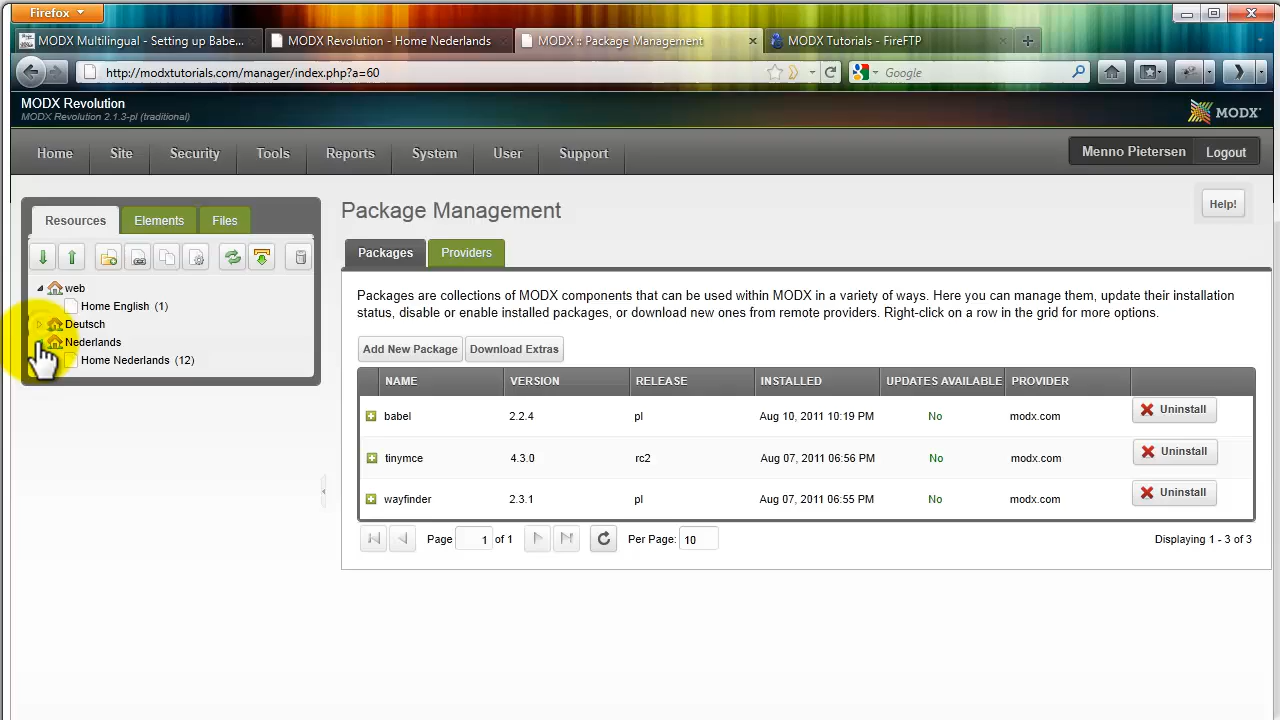 Firefox
MODX Multilingual - Setting up Babe...
MODX Revolution - Home Nederlands
MODX :: Package Management
MODX Tutorials - FireFTP
http://modxtutorials.com/manager/index.php?a=60
Google
MODX Revolution
MODX Revolution 2.1.3-pl (traditional)
MODX
Home
Site
Security
Tools
Reports
System
User
Support
Menno Pietersen
Logout
Resources
Elements
Files
web
Home English (1)
Deutsch
Nederlands
Home Nederlands (12)
Package Management
Help!
Packages
Providers
Packages are collections of MODX components that can be used within MODX in a variety of ways. Here you can manage them, update their installation
status, disable or enable installed packages, or download new ones from remote providers. Right-click on a row in the grid for more options.
Add New Package
Download Extras
NAME VERSION RELEASE INSTALLED UPDATES AVAILABLE PROVIDER
babel 2.2.4 pl Aug 10, 2011 10:19 PM No modx.com Uninstall
tinymce 4.3.0 rc2 Aug 07, 2011 06:56 PM No modx.com Uninstall
wayfinder 2.3.1 pl Aug 07, 2011 06:55 PM No modx.com Uninstall
Page 1 of 1 Per Page: 10 Displaying 1 - 3 of 3